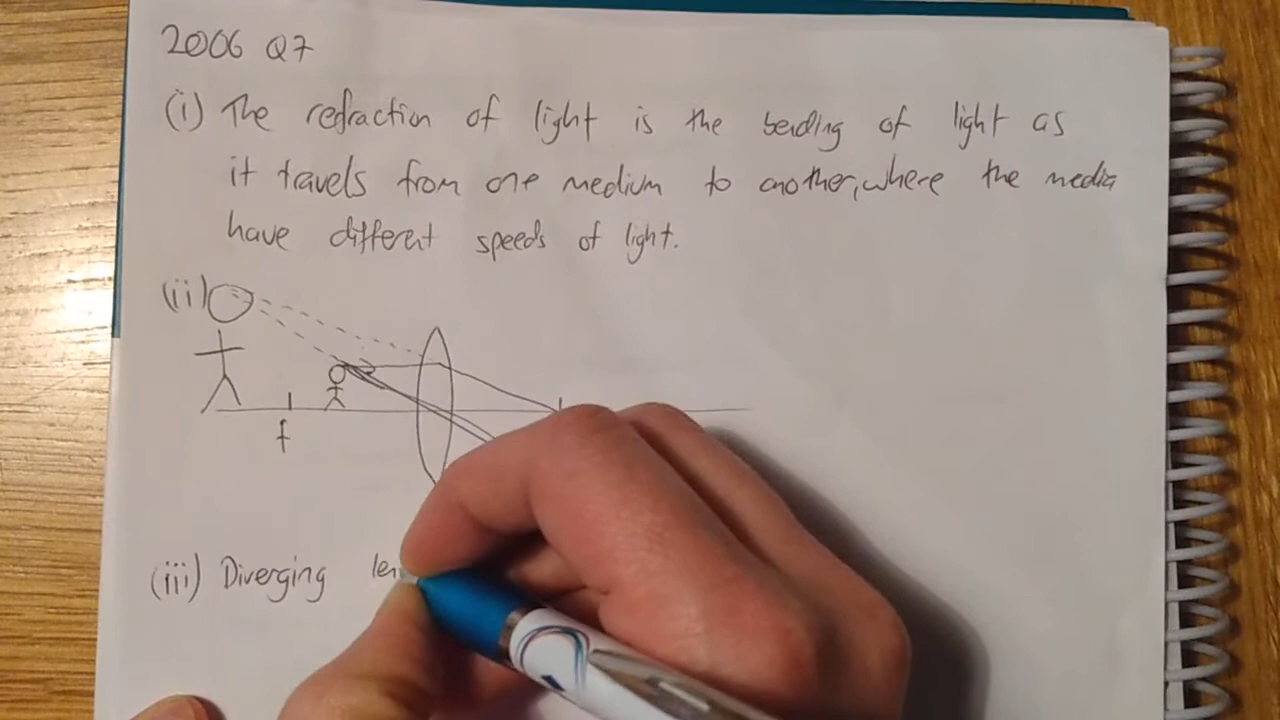 2006 Q7
(i) The refraction of light is the bending of light as
it travels from one medium to another, where the media
have different speeds of light.
(ii)
f
(iii) Diverging len